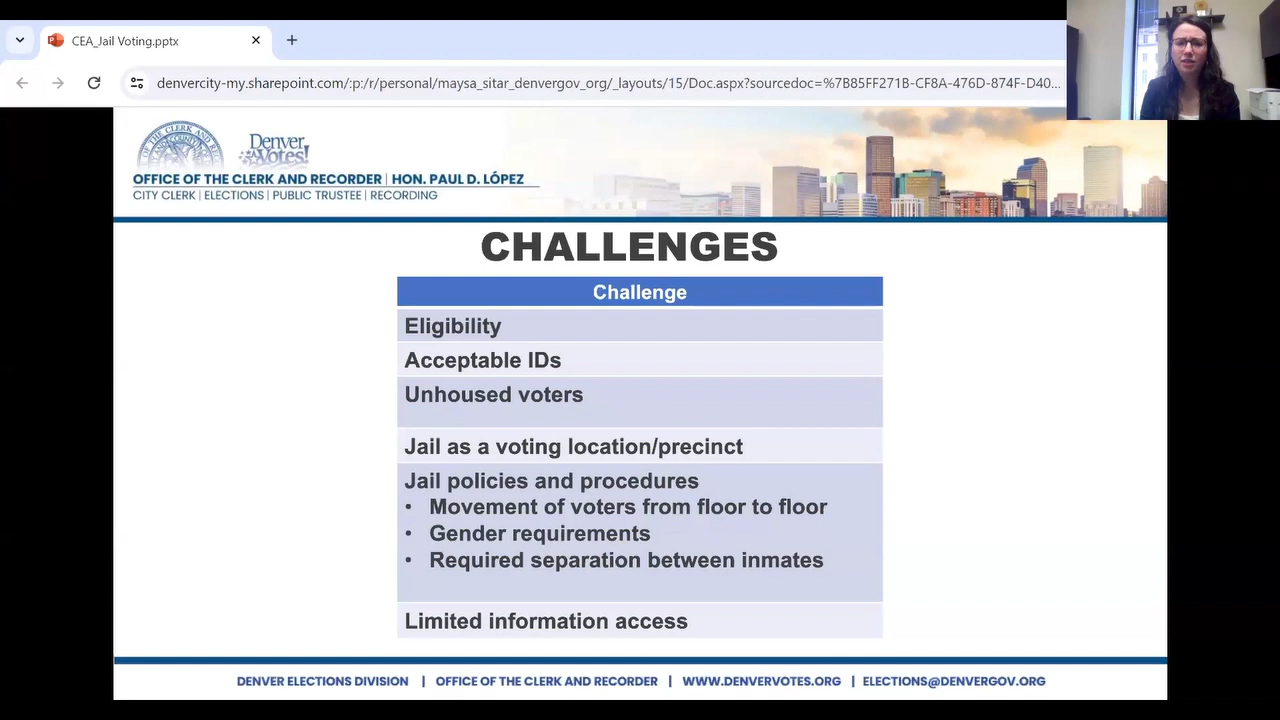 CEA_Jail Voting.pptx
denvercity-my.sharepoint.com/:p:/r/personal/maysa_sitar_denvergov_org/_layouts/15/Doc.aspx?sourcedoc=%7B85FF271B-CF8A-476D-874F-D40...
Denver
Votes!
OFFICE OF THE CLERK AND RECORDER | HON. PAUL D. LÓPEZ
CITY CLERK | ELECTIONS | PUBLIC TRUSTEE | RECORDING
CHALLENGES
Challenge
Eligibility
Acceptable IDs
Unhoused voters
Jail as a voting location/precinct
Jail policies and procedures
• Movement of voters from floor to floor
• Gender requirements
• Required separation between inmates
Limited information access
DENVER ELECTIONS DIVISION | OFFICE OF THE CLERK AND RECORDER | WWW.DENVERVOTES.ORG | ELECTIONS@DENVERGOV.ORG